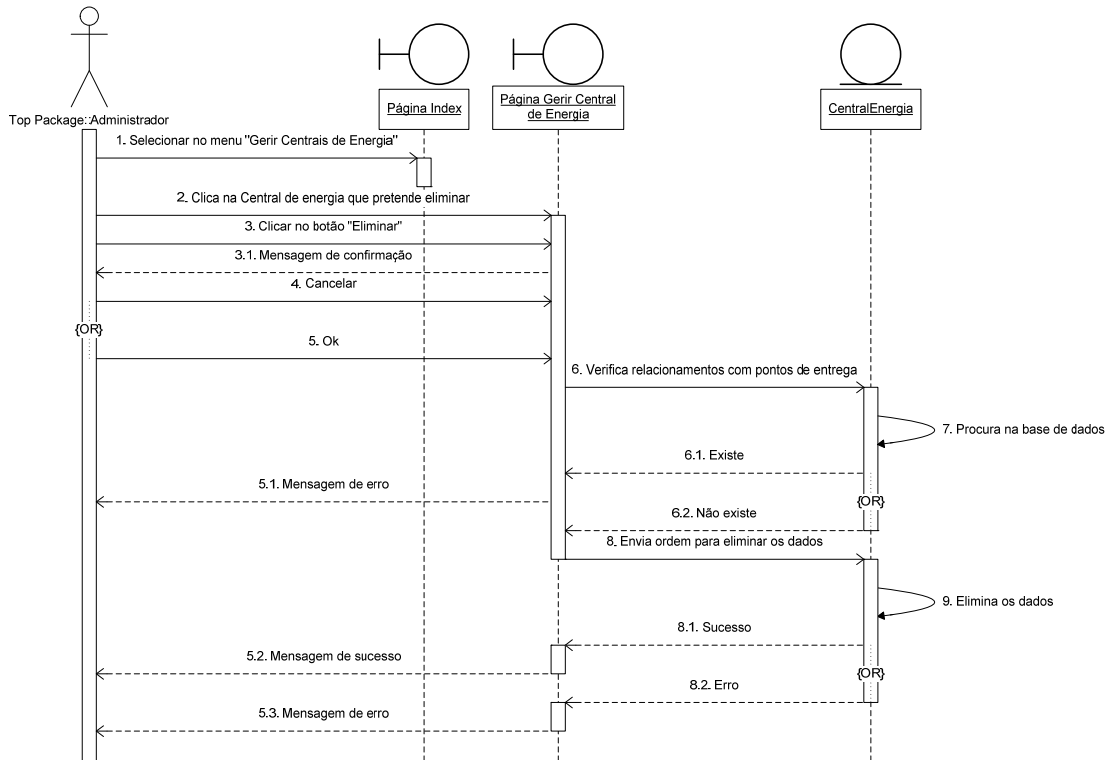 Página Index
Página Gerir Central
de Energia
CentralEnergia
Top Package::Administrador
1. Selecionar no menu "Gerir Centrais de Energia"
2. Clica na Central de energia que pretende eliminar
3. Clicar no botão "Eliminar"
3.1. Mensagem de confirmação
4. Cancelar
{OR}
5. Ok
6. Verifica relacionamentos com pontos de entrega
7. Procura na base de dados
6.1. Existe
5.1. Mensagem de erro
{OR}
6.2. Não existe
8. Envia ordem para eliminar os dados
9. Elimina os dados
8.1. Sucesso
5.2. Mensagem de sucesso
{OR}
8.2. Erro
5.3. Mensagem de erro